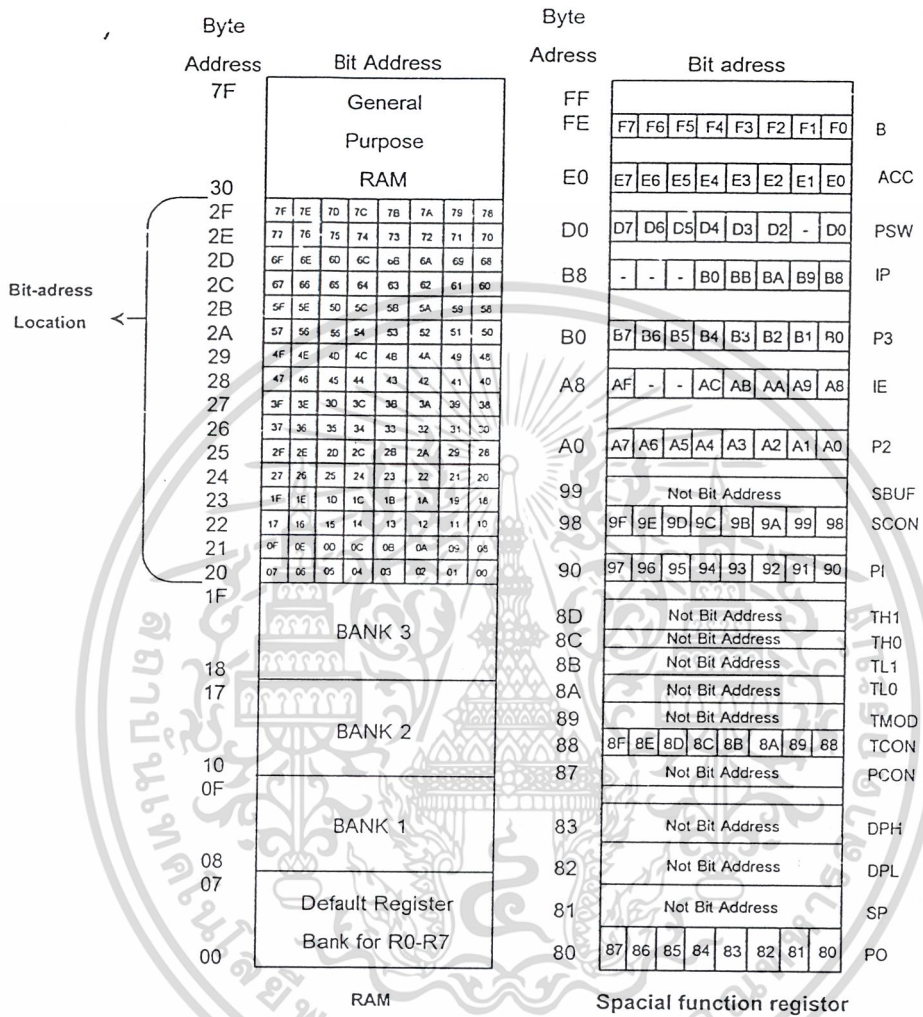 Byte
Address Bit Address
7F
General
Purpose
RAM
30
2F 7F 7E 7D 7C 7B 7A 79 78
2E 77 76 75 74 73 72 71 70
2D 6F 6E 6D 6C 6B 6A 69 68
2C 67 66 65 64 63 62 61 60
2B 5F 5E 5D 5C 5B 5A 59 58
2A 57 56 55 54 53 52 51 50
29 4F 4E 4D 4C 4B 4A 49 48
28 47 46 45 44 43 42 41 40
27 3F 3E 3D 3C 3B 3A 39 38
26 37 36 35 34 33 32 31 30
25 2F 2E 2D 2C 2B 2A 29 28
24 27 26 25 24 23 22 21 20
23 1F 1E 1D 1C 1B 1A 19 18
22 17 16 15 14 13 12 11 10
21 0F 0E 0D 0C 0B 0A 09 08
20 07 06 05 04 03 02 01 00
Bit-adress
Location
1F
BANK 3
18
17
BANK 2
10
0F
BANK 1
08
07
Default Register
Bank for R0-R7
00
RAM
Byte
Adress Bit adress
FF
FE F7 F6 F5 F4 F3 F2 F1 F0 B
E0 E7 E6 E5 E4 E3 E2 E1 E0 ACC
D0 D7 D6 D5 D4 D3 D2 - D0 PSW
B8 - - - B0 BB BA B9 B8 IP
B0 B7 B6 B5 B4 B3 B2 B1 B0 P3
A8 AF - - AC AB AA A9 A8 IE
A0 A7 A6 A5 A4 A3 A2 A1 A0 P2
99 Not Bit Address SBUF
98 9F 9E 9D 9C 9B 9A 99 98 SCON
90 97 96 95 94 93 92 91 90 PI
8D Not Bit Address TH1
8C Not Bit Address TH0
8B Not Bit Address TL1
8A Not Bit Address TL0
89 Not Bit Address TMOD
88 8F 8E 8D 8C 8B 8A 89 88 TCON
87 Not Bit Address PCON
83 Not Bit Address DPH
82 Not Bit Address DPL
81 Not Bit Address SP
80 87 86 85 84 83 82 81 80 PO
Spacial function registor